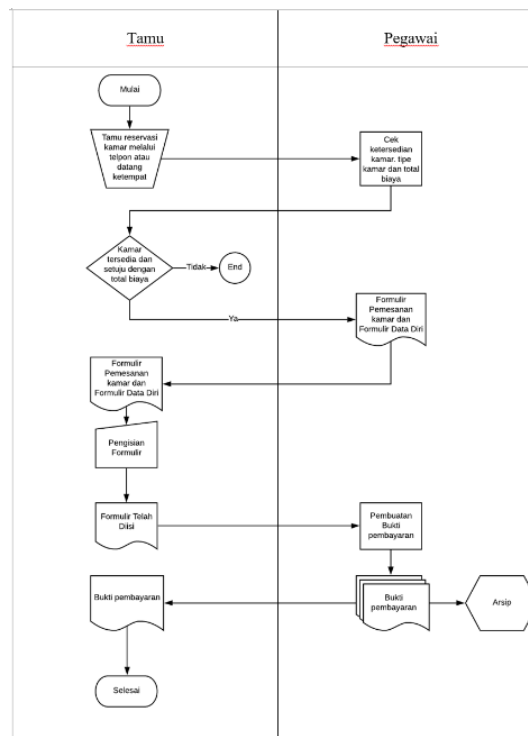 Tamu
Pegawai
Mulai
Tamu reservasi
kamar melalui
telpon atau
datang
ketempat
Cek
ketersedian
kamar. tipe
kamar dan total
biaya
Kamar
tersedia dan
setuju dengan
total biaya
Tidak
End
Ya
Formulir
Pemesanan
kamar dan
Formulir Data Diri
Formulir
Pemesanan
kamar dan
Formulir Data Diri
Pengisian
Formulir
Formulir Telah
Diisi
Pembuatan
Bukti
pembayaran
Bukti pembayaran
Bukti
pembayaran
Arsip
Selesai